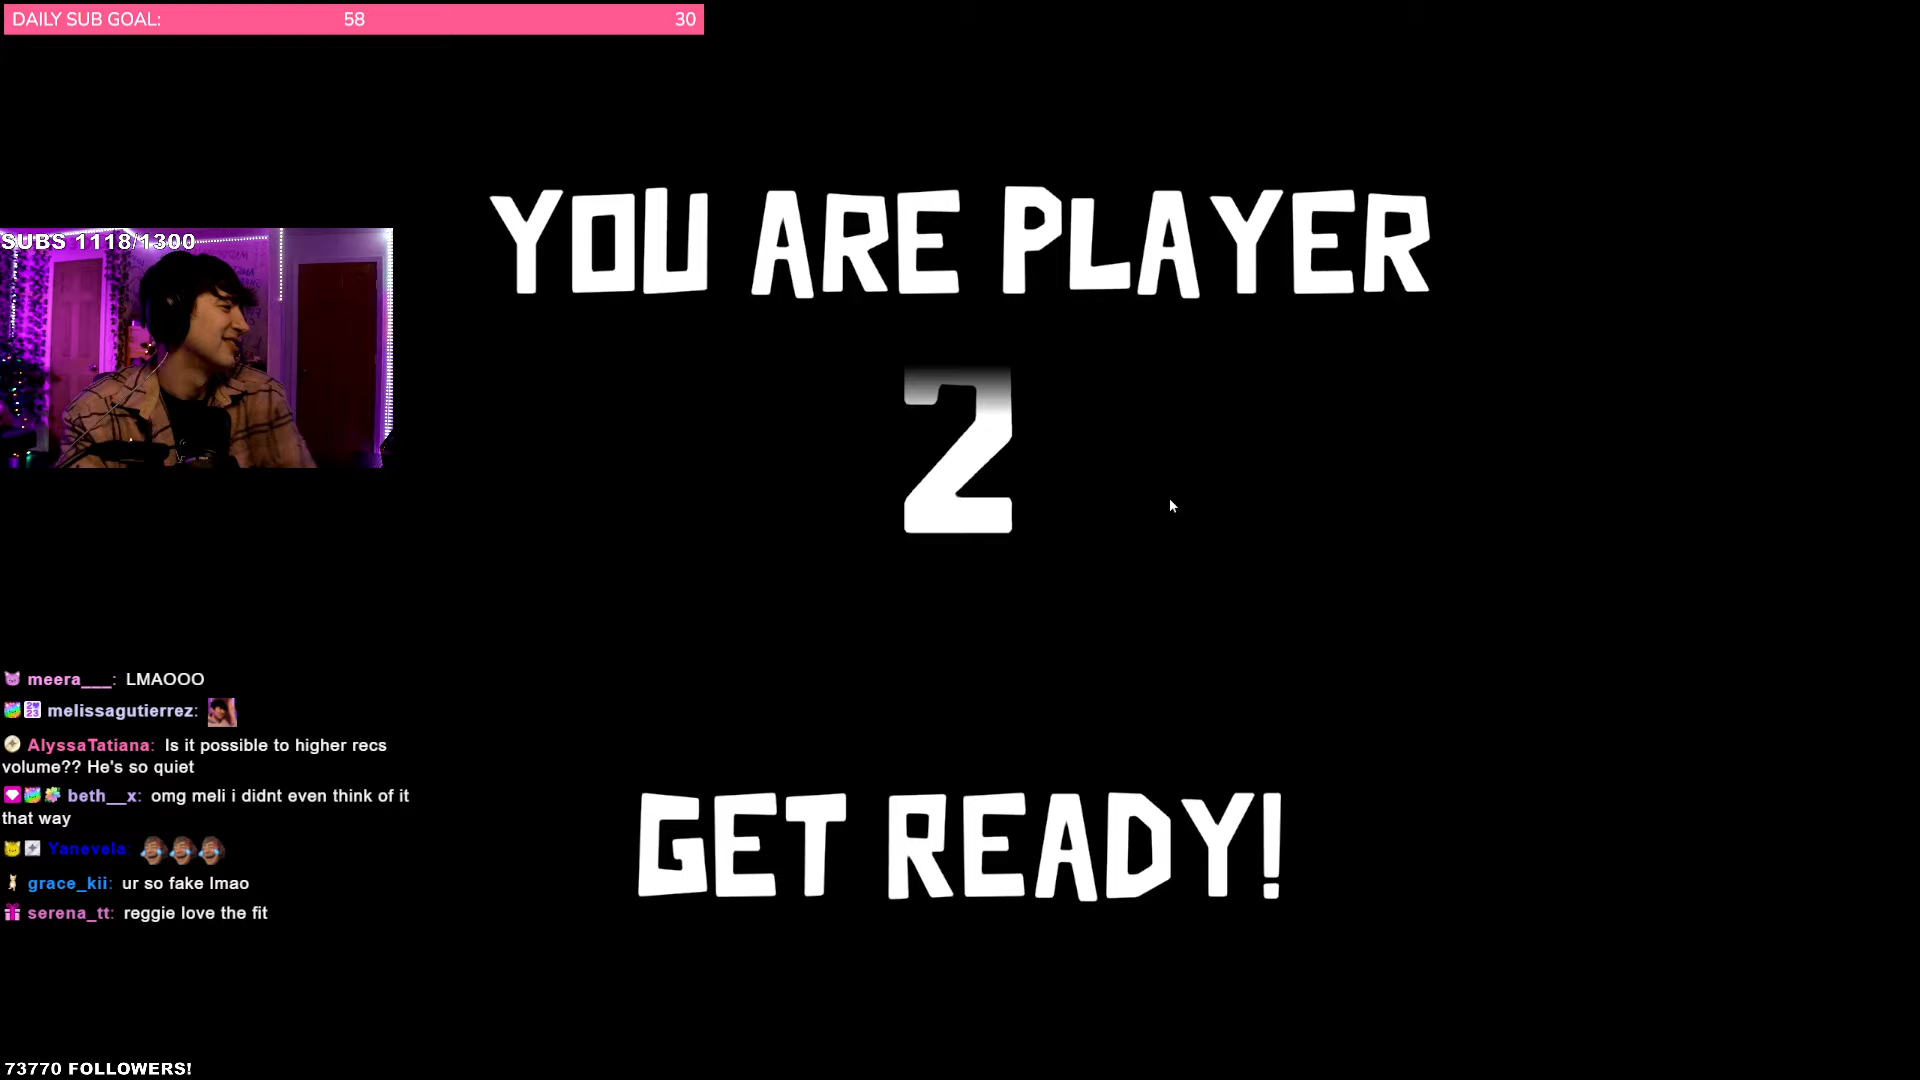 DAILY SUB GOAL: 58 30
YOU ARE PLAYER
SUBS 1118/1300
2
meera___: LMAOOO
melissagutierrez:
AlyssaTatiana: Is it possible to higher recs
volume?? He's so quiet
beth__x: omg meli i didnt even think of it
that way
Yanevela:
grace_kii: ur so fake lmao
serena_tt: reggie love the fit
GET READY!
73770 FOLLOWERS!